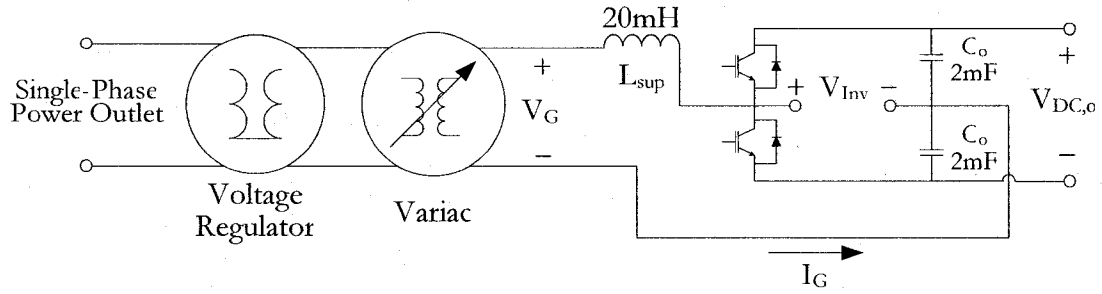 Single-Phase
Power Outlet
Voltage
Regulator
Variac
+
V_G
−
20mH
L_sup
+ V_Inv −
C_o
2mF
C_o
2mF
+
V_DC,o
−
I_G